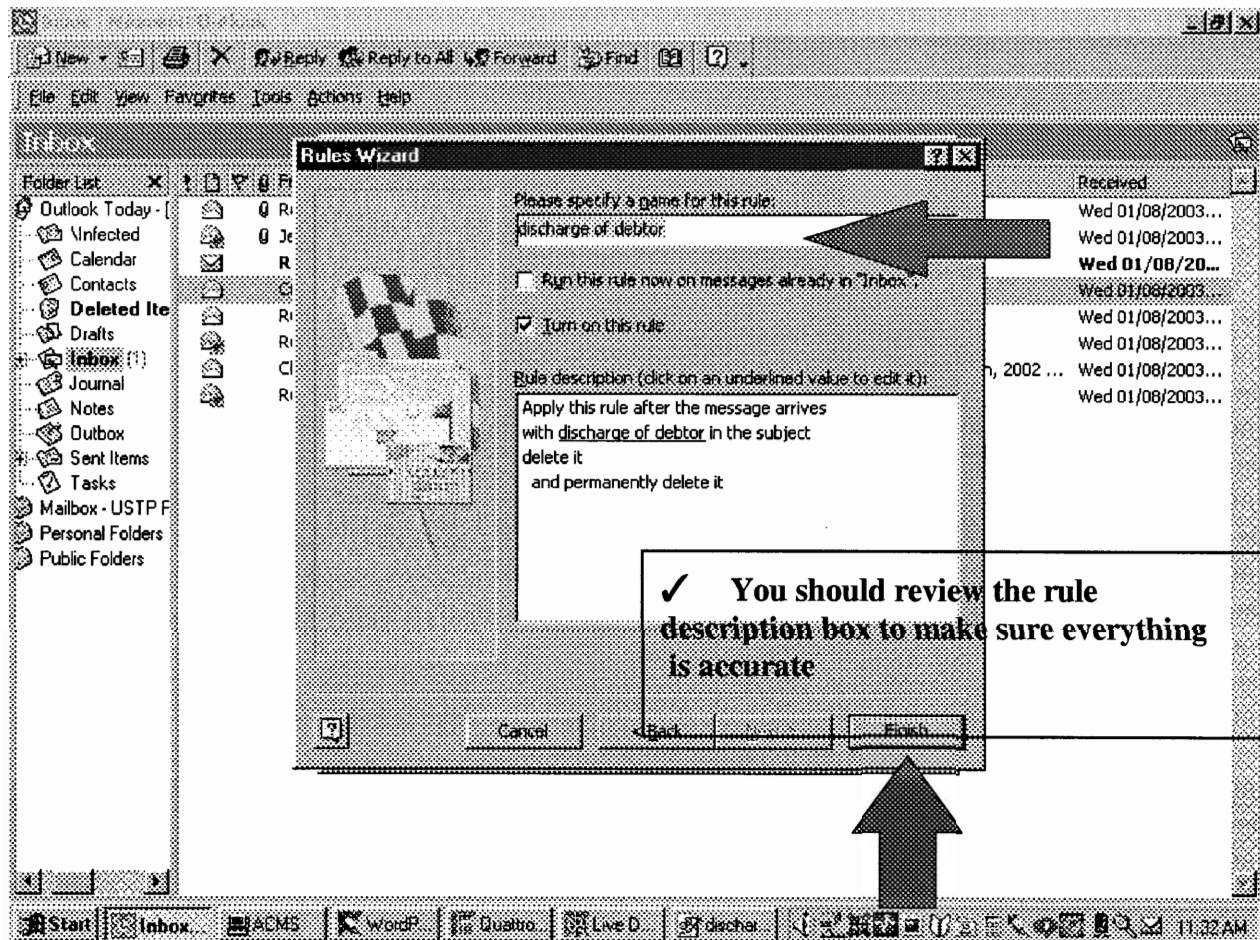 Inbox - Microsoft Outlook
New Reply Reply to All Forward Find
File Edit View Favorites Tools Actions Help
Inbox
Folder List
Received
Outlook Today - [
\Infected
Calendar
Contacts
Deleted Ite
Drafts
Inbox (1)
Journal
Notes
Outbox
Sent Items
Tasks
Mailbox - USTP F
Personal Folders
Public Folders
Rules Wizard
Please specify a name for this rule:
discharge of debtor
Run this rule now on messages already in "Inbox".
Turn on this rule
Rule description (click on an underlined value to edit it):
Apply this rule after the message arrives
with discharge of debtor in the subject
delete it
and permanently delete it
✓ You should review the rule
description box to make sure everything
is accurate
Cancel < Back Finish
Wed 01/08/2003...
Wed 01/08/2003...
Wed 01/08/20...
Wed 01/08/2003...
Wed 01/08/2003...
Wed 01/08/2003...
n, 2002 ... Wed 01/08/2003...
Wed 01/08/2003...
Start Inbox... ACMS WordP... Quattro... Live D... dischar... 11:32 AM